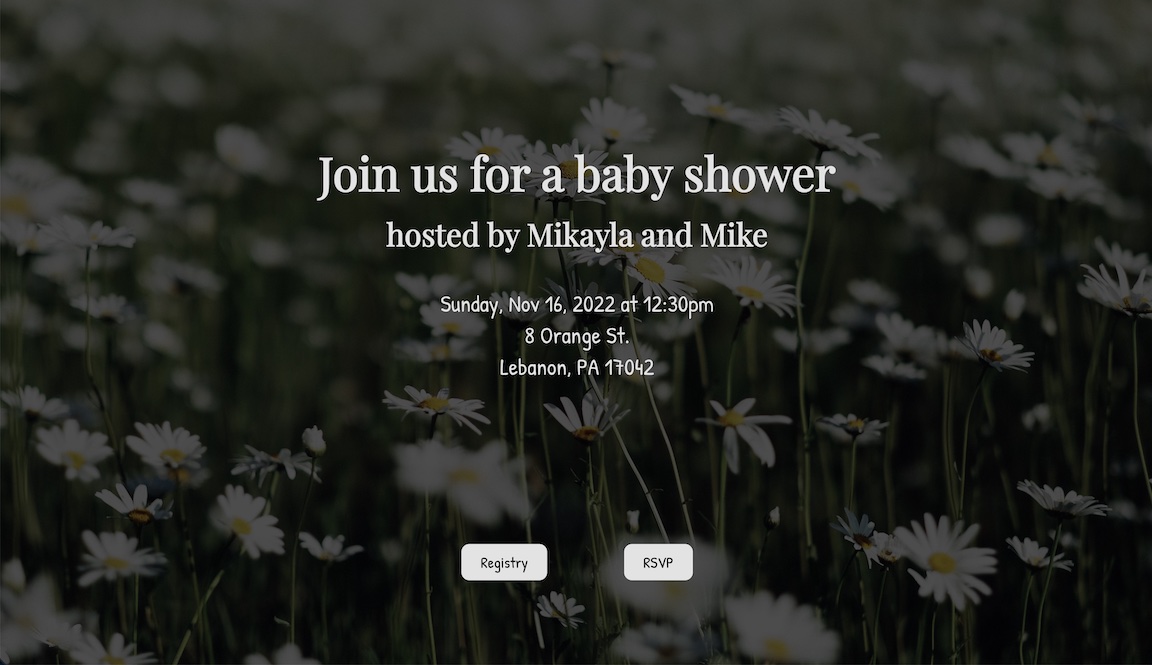 Join us for a baby shower
hosted by Mikayla and Mike
Sunday, Nov 16, 2022 at 12:30pm
8 Orange St.
Lebanon, PA 17042
Registry
RSVP